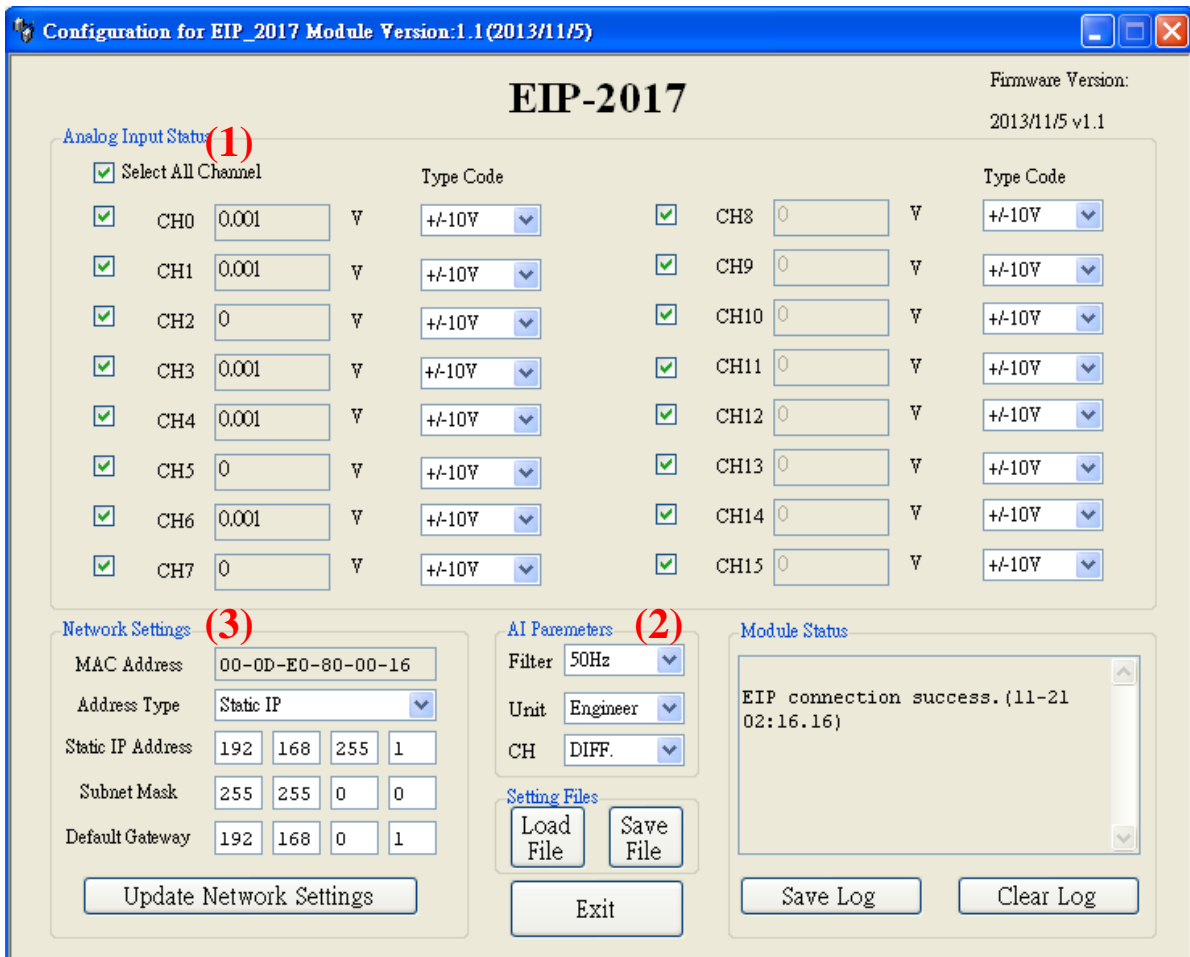 Configuration for EIP_2017 Module Version:1.1(2013/11/5)
EIP-2017
Firmware Version:
2013/11/5 v1.1
Analog Input Status
(1)
Select All Channel
Type Code
Type Code
CH0 0.001 V +/-10V
CH8 0 V +/-10V
CH1 0.001 V +/-10V
CH9 0 V +/-10V
CH2 0 V +/-10V
CH10 0 V +/-10V
CH3 0.001 V +/-10V
CH11 0 V +/-10V
CH4 0.001 V +/-10V
CH12 0 V +/-10V
CH5 0 V +/-10V
CH13 0 V +/-10V
CH6 0.001 V +/-10V
CH14 0 V +/-10V
CH7 0 V +/-10V
CH15 0 V +/-10V
Network Settings (3)
MAC Address 00-0D-E0-80-00-16
Address Type Static IP
Static IP Address 192 168 255 1
Subnet Mask 255 255 0 0
Default Gateway 192 168 0 1
Update Network Settings
AI Paremeters (2)
Filter 50Hz
Unit Engineer
CH DIFF.
Setting Files
Load File
Save File
Exit
Module Status
EIP connection success.(11-21
02:16.16)
Save Log
Clear Log